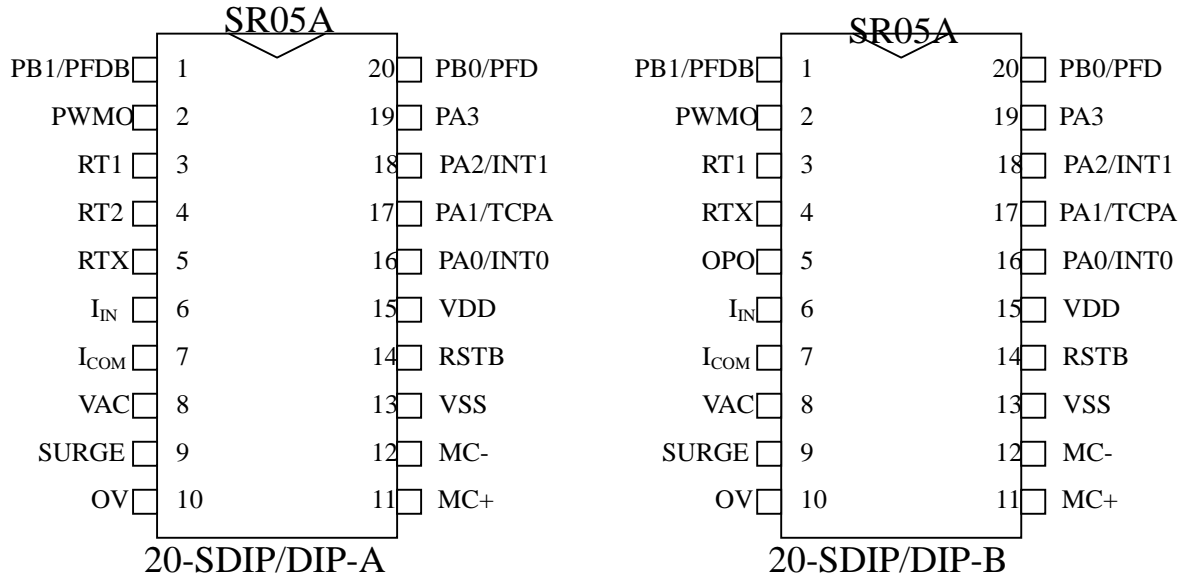 SR05A
PB1/PFDB 1 20 PB0/PFD
PWMO 2 19 PA3
RT1 3 18 PA2/INT1
RT2 4 17 PA1/TCPA
RTX 5 16 PA0/INT0
IIN 6 15 VDD
ICOM 7 14 RSTB
VAC 8 13 VSS
SURGE 9 12 MC-
OV 10 11 MC+
20-SDIP/DIP-A
SR05A
PB1/PFDB 1 20 PB0/PFD
PWMO 2 19 PA3
RT1 3 18 PA2/INT1
RTX 4 17 PA1/TCPA
OPO 5 16 PA0/INT0
IIN 6 15 VDD
ICOM 7 14 RSTB
VAC 8 13 VSS
SURGE 9 12 MC-
OV 10 11 MC+
20-SDIP/DIP-B